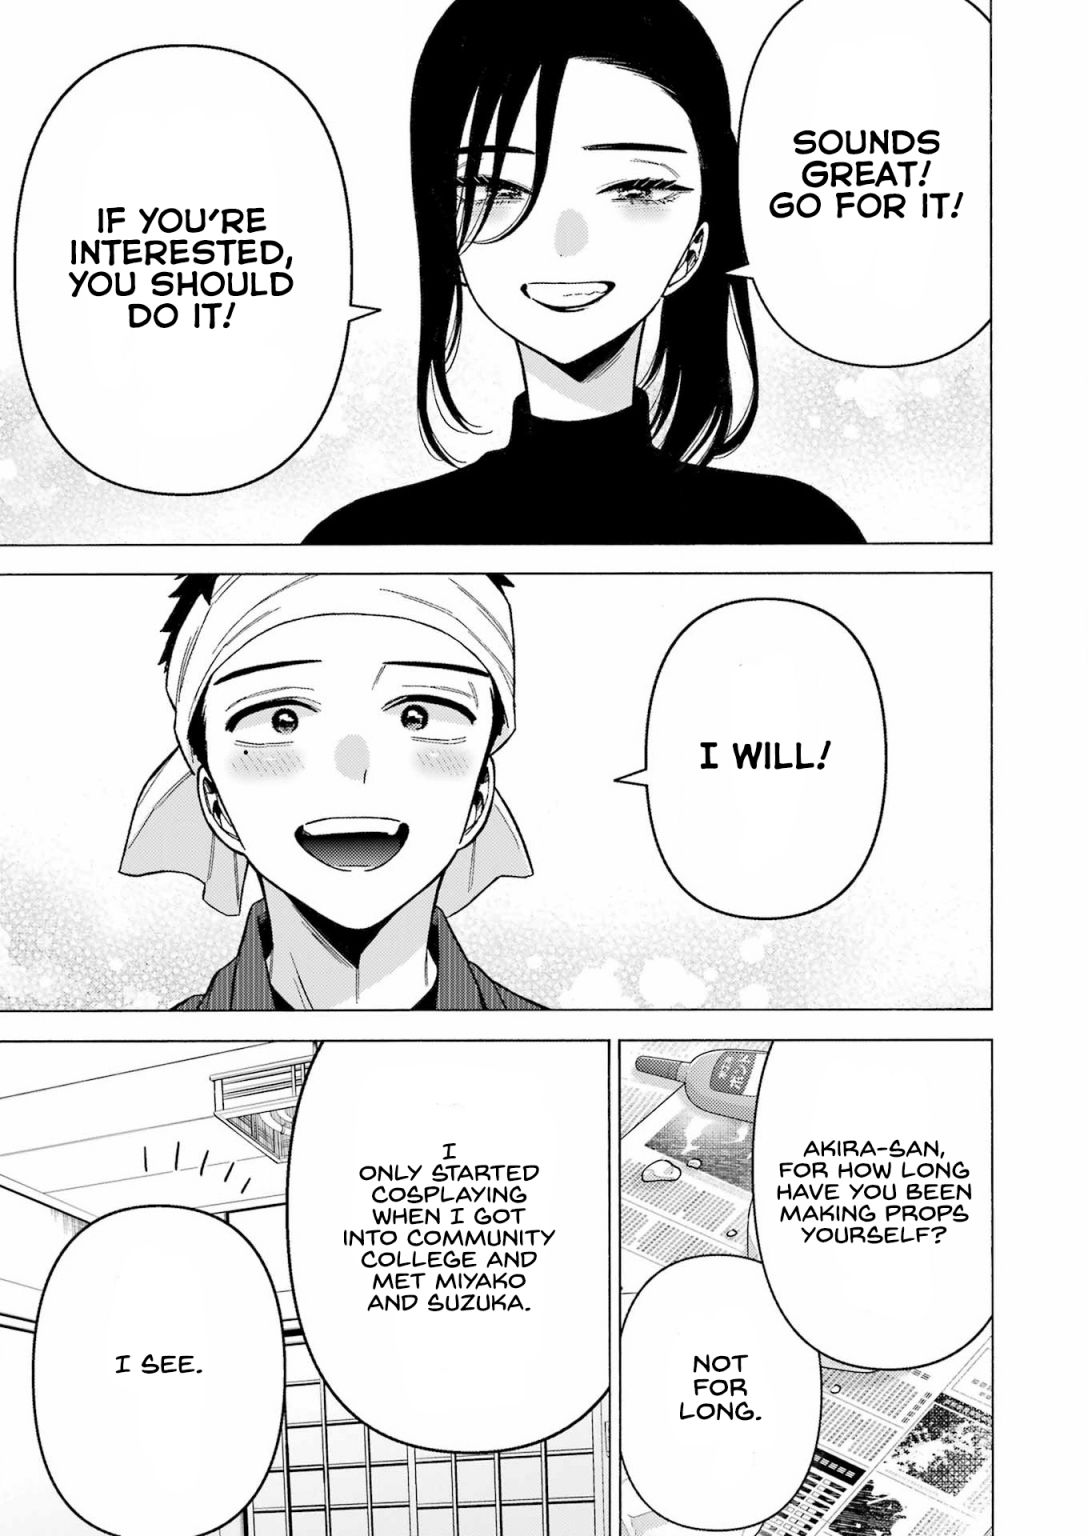 SOUNDS
GREAT!
GO FOR IT!
IF YOU'RE
INTERESTED,
YOU SHOULD
DO IT!
I WILL!
AKIRA-SAN,
FOR HOW LONG
HAVE YOU BEEN
MAKING PROPS
YOURSELF?
NOT
FOR
LONG.
I
ONLY STARTED
COSPLAYING
WHEN I GOT
INTO COMMUNITY
COLLEGE AND
MET MIYAKO
AND SUZUKA.
I SEE.